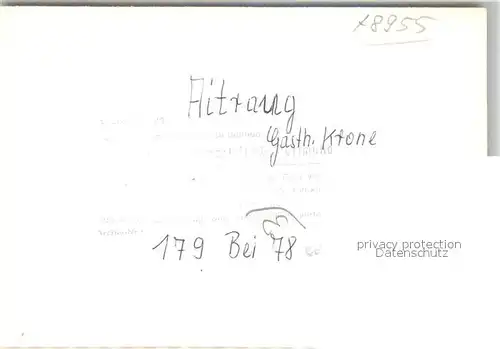 x8955
Aitrang
Gasth. Krone
179 Bei 78
privacy protection
Datenschutz